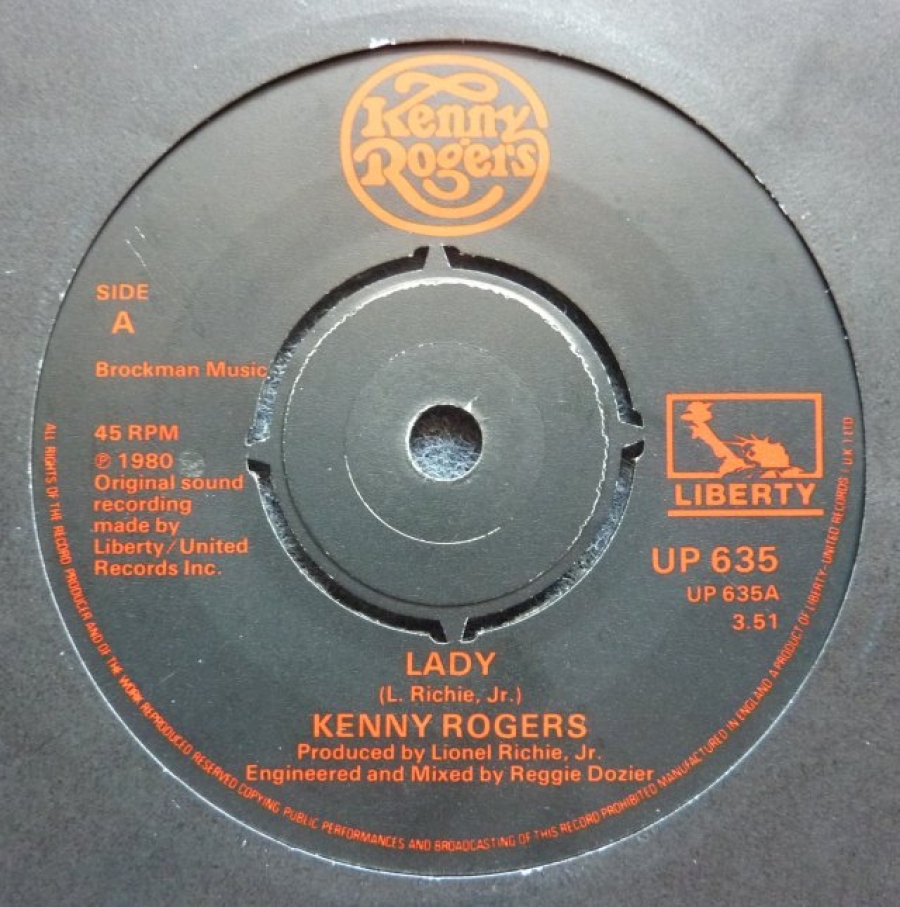 Kenny
Rogers
SIDE
A
Brockman Music
45 RPM
℗ 1980
Original sound
recording
made by
Liberty/United
Records Inc.
LIBERTY
UP 635
UP 635A
3.51
LADY
(L. Richie, Jr.)
KENNY ROGERS
Produced by Lionel Richie, Jr.
Engineered and Mixed by Reggie Dozier
ALL RIGHTS OF THE RECORD PRODUCER AND OF THE WORK REPRODUCED RESERVED COPYING PUBLIC PERFORMANCES AND BROADCASTING OF THIS RECORD PROHIBITED MANUFACTURED IN ENGLAND A PRODUCT OF LIBERTY-UNITED RECORDS U.K. LTD